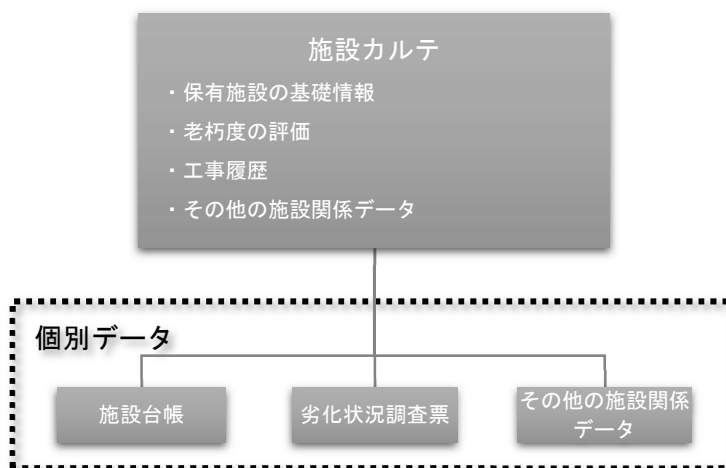 施設カルテ
・保有施設の基礎情報
・老朽度の評価
・工事履歴
・その他の施設関係データ
個別データ
施設台帳
劣化状況調査票
その他の施設関係
データ